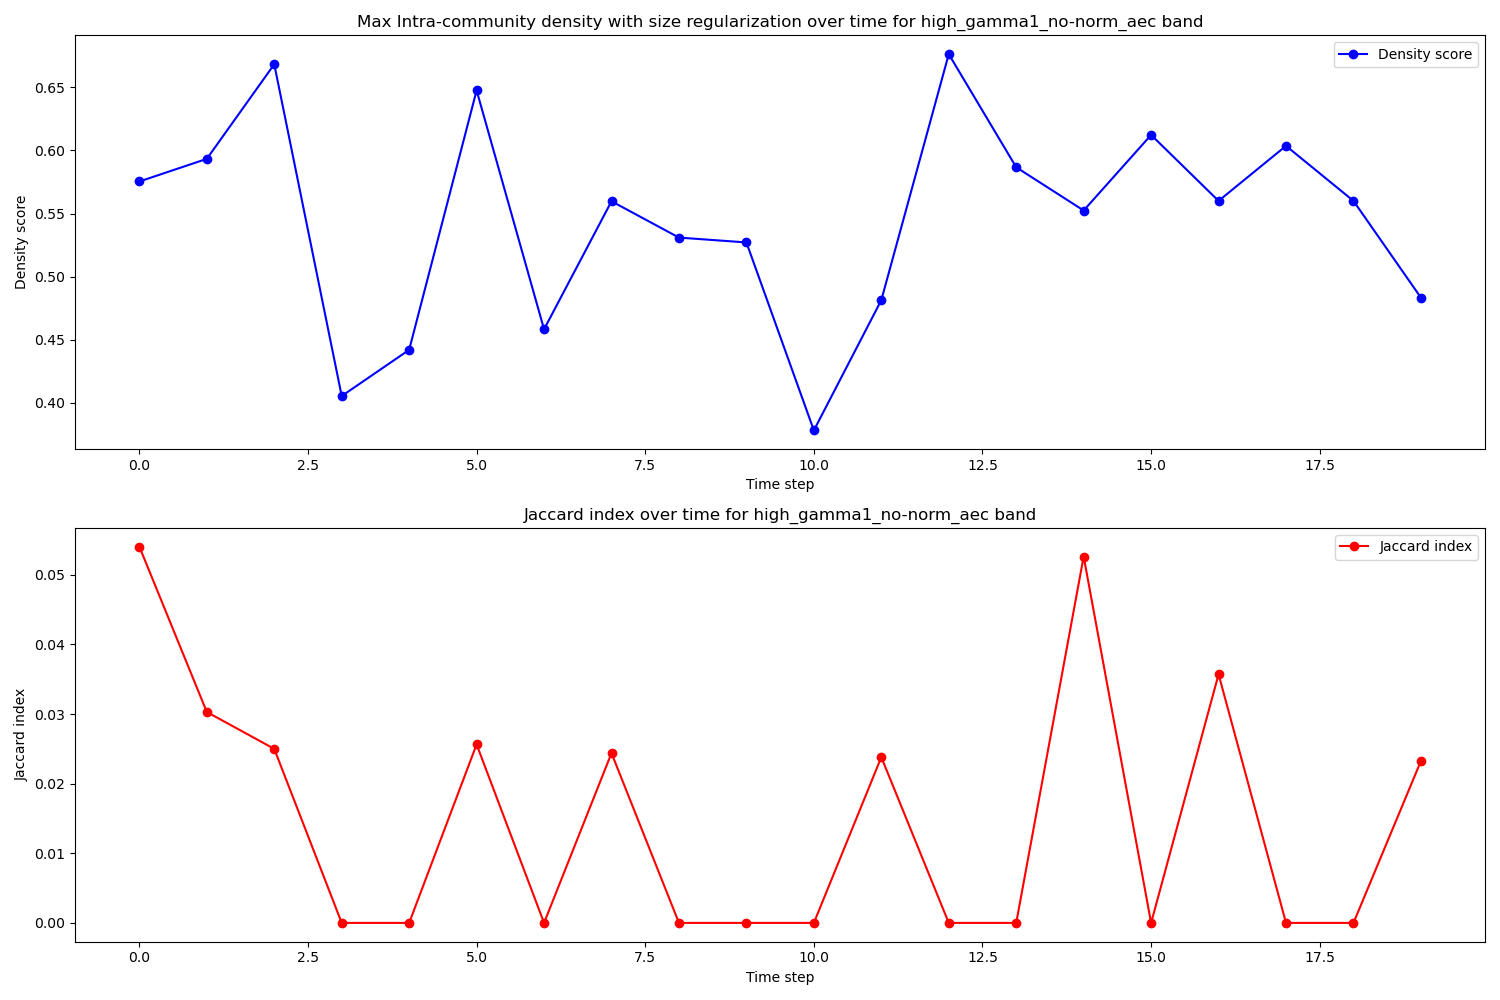 Max Intra-community density with size regularization over time for high_gamma1_no-norm_aec band
Density score
0.65
0.60
0.55
0.50
0.45
0.40
Density score
0.0 2.5 5.0 7.5 10.0 12.5 15.0 17.5
Time step
Jaccard index over time for high_gamma1_no-norm_aec band
Jaccard index
0.05
0.04
0.03
0.02
0.01
0.00
Jaccard index
0.0 2.5 5.0 7.5 10.0 12.5 15.0 17.5
Time step